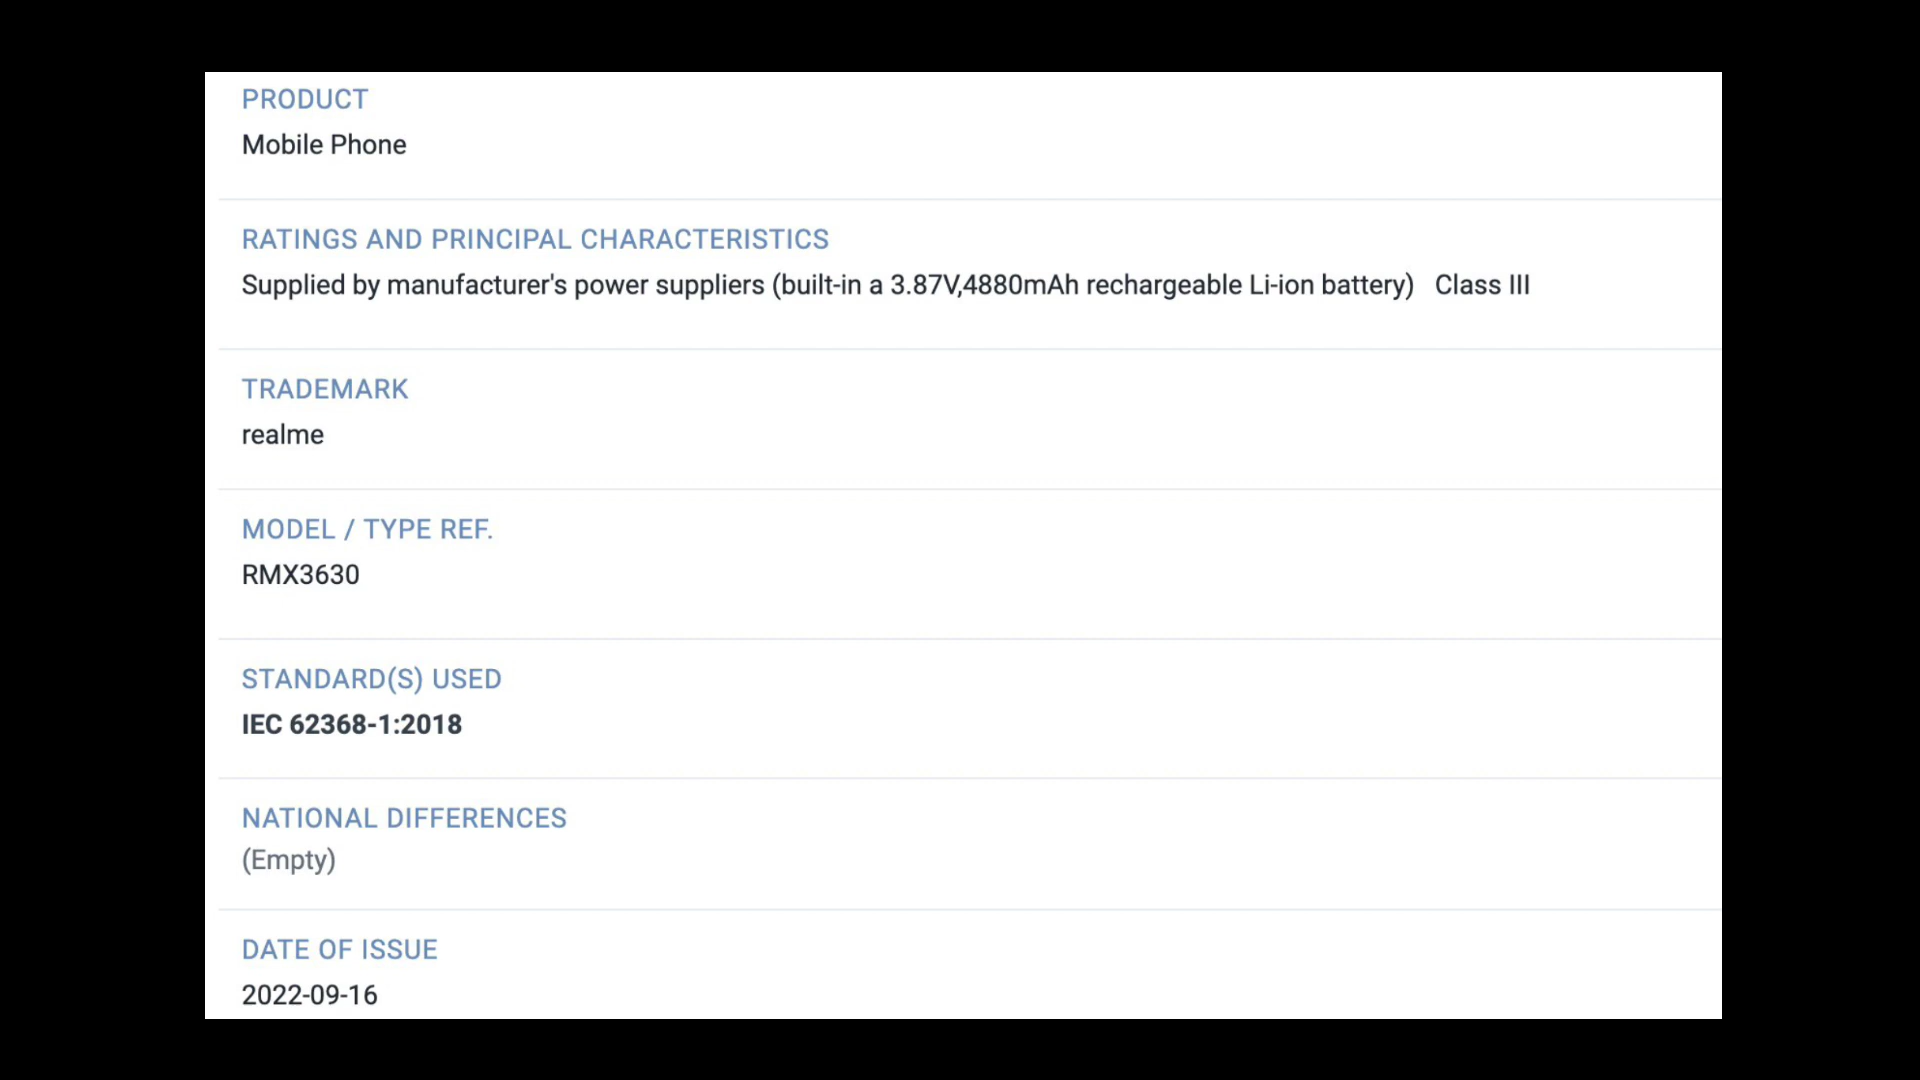 PRODUCT
Mobile Phone
RATINGS AND PRINCIPAL CHARACTERISTICS
Supplied by manufacturer's power suppliers (built-in a 3.87V,4880mAh rechargeable Li-ion battery) Class III
TRADEMARK
realme
MODEL / TYPE REF.
RMX3630
STANDARD(S) USED
IEC 62368-1:2018
NATIONAL DIFFERENCES
(Empty)
DATE OF ISSUE
2022-09-16